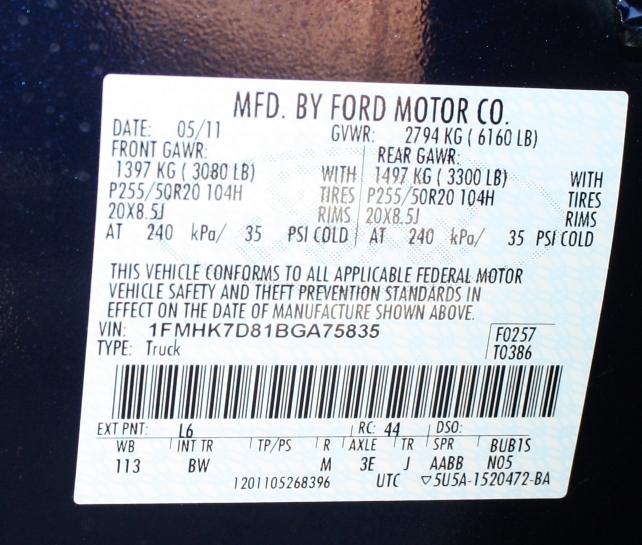 MFD. BY FORD MOTOR CO.
DATE: 05/11 GVWR: 2794 KG ( 6160 LB)
FRONT GAWR: REAR GAWR:
1397 KG ( 3080 LB) WITH 1497 KG ( 3300 LB) WITH
P255/50R20 104H TIRES P255/50R20 104H TIRES
20X8.5J RIMS 20X8.5J RIMS
AT 240 kPa/ 35 PSI COLD AT 240 kPa/ 35 PSI COLD
THIS VEHICLE CONFORMS TO ALL APPLICABLE FEDERAL MOTOR
VEHICLE SAFETY AND THEFT PREVENTION STANDARDS IN
EFFECT ON THE DATE OF MANUFACTURE SHOWN ABOVE.
VIN: 1FMHK7D81BGA75835 F0257
TYPE: Truck T0386
EXT PNT: L6 RC: 44 DSO:
WB INT TR TP/PS R AXLE TR SPR BUB1S
113 BW M 3E J AABB N05
1201105268396 UTC ▽5U5A-1520472-BA